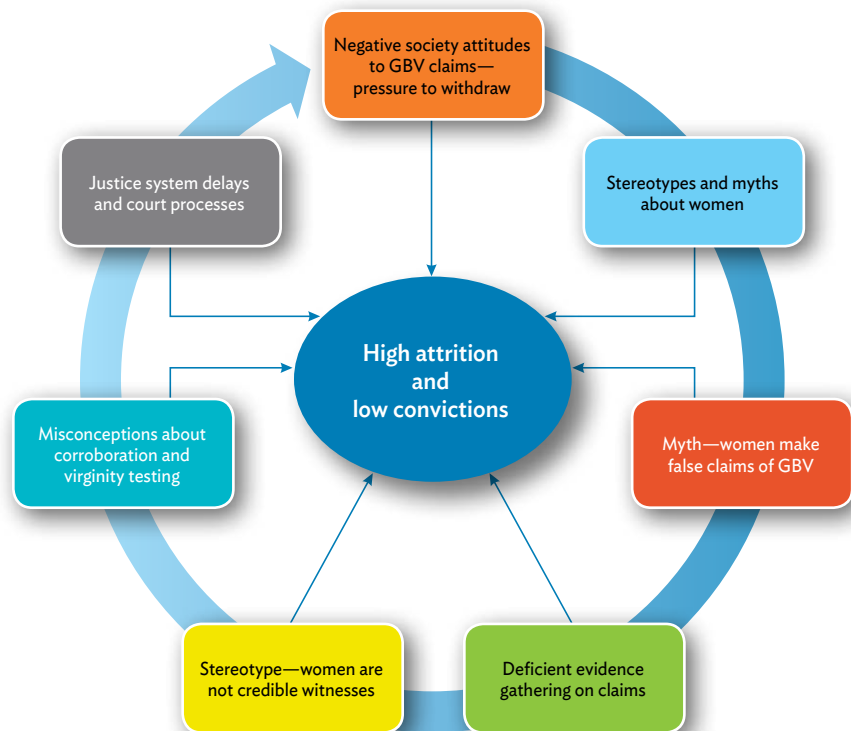 Negative society attitudes
to GBV claims—
pressure to withdraw
Stereotypes and myths
about women
Myth—women make
false claims of GBV
Deficient evidence
gathering on claims
Stereotype—women are
not credible witnesses
Misconceptions about
corroboration and
virginity testing
Justice system delays
and court processes
High attrition
and
low convictions